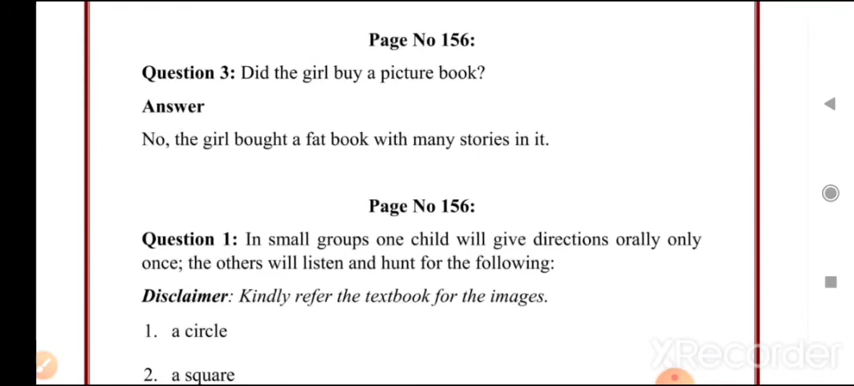 Page No 156:
Question 3: Did the girl buy a picture book?
Answer
No, the girl bought a fat book with many stories in it.
Page No 156:
Question 1: In small groups one child will give directions orally only
once; the others will listen and hunt for the following:
Disclaimer: Kindly refer the textbook for the images.
1. a circle
2. a square
XRecorder